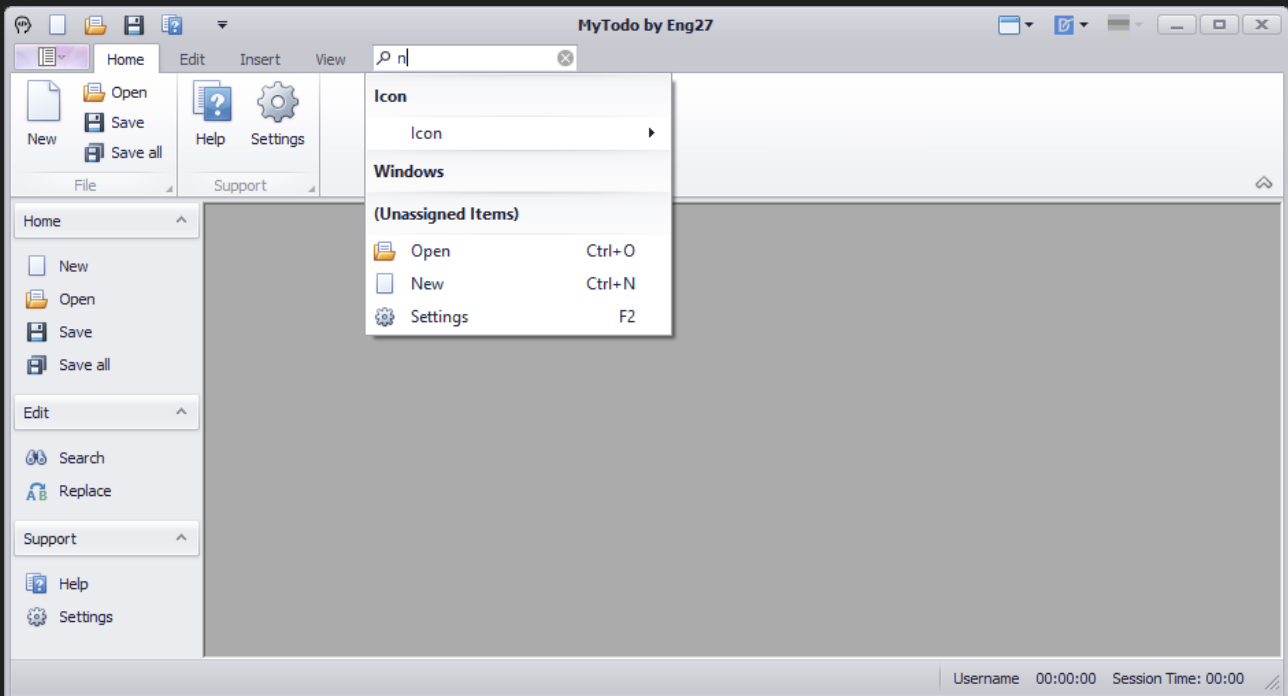 MyTodo by Eng27
Home Edit Insert View n
New
Open
Save
Save all
Help
Settings
File
Support
Icon
Icon
Windows
(Unassigned Items)
Open Ctrl+O
New Ctrl+N
Settings F2
Home
New
Open
Save
Save all
Edit
Search
Replace
Support
Help
Settings
Username 00:00:00 Session Time: 00:00